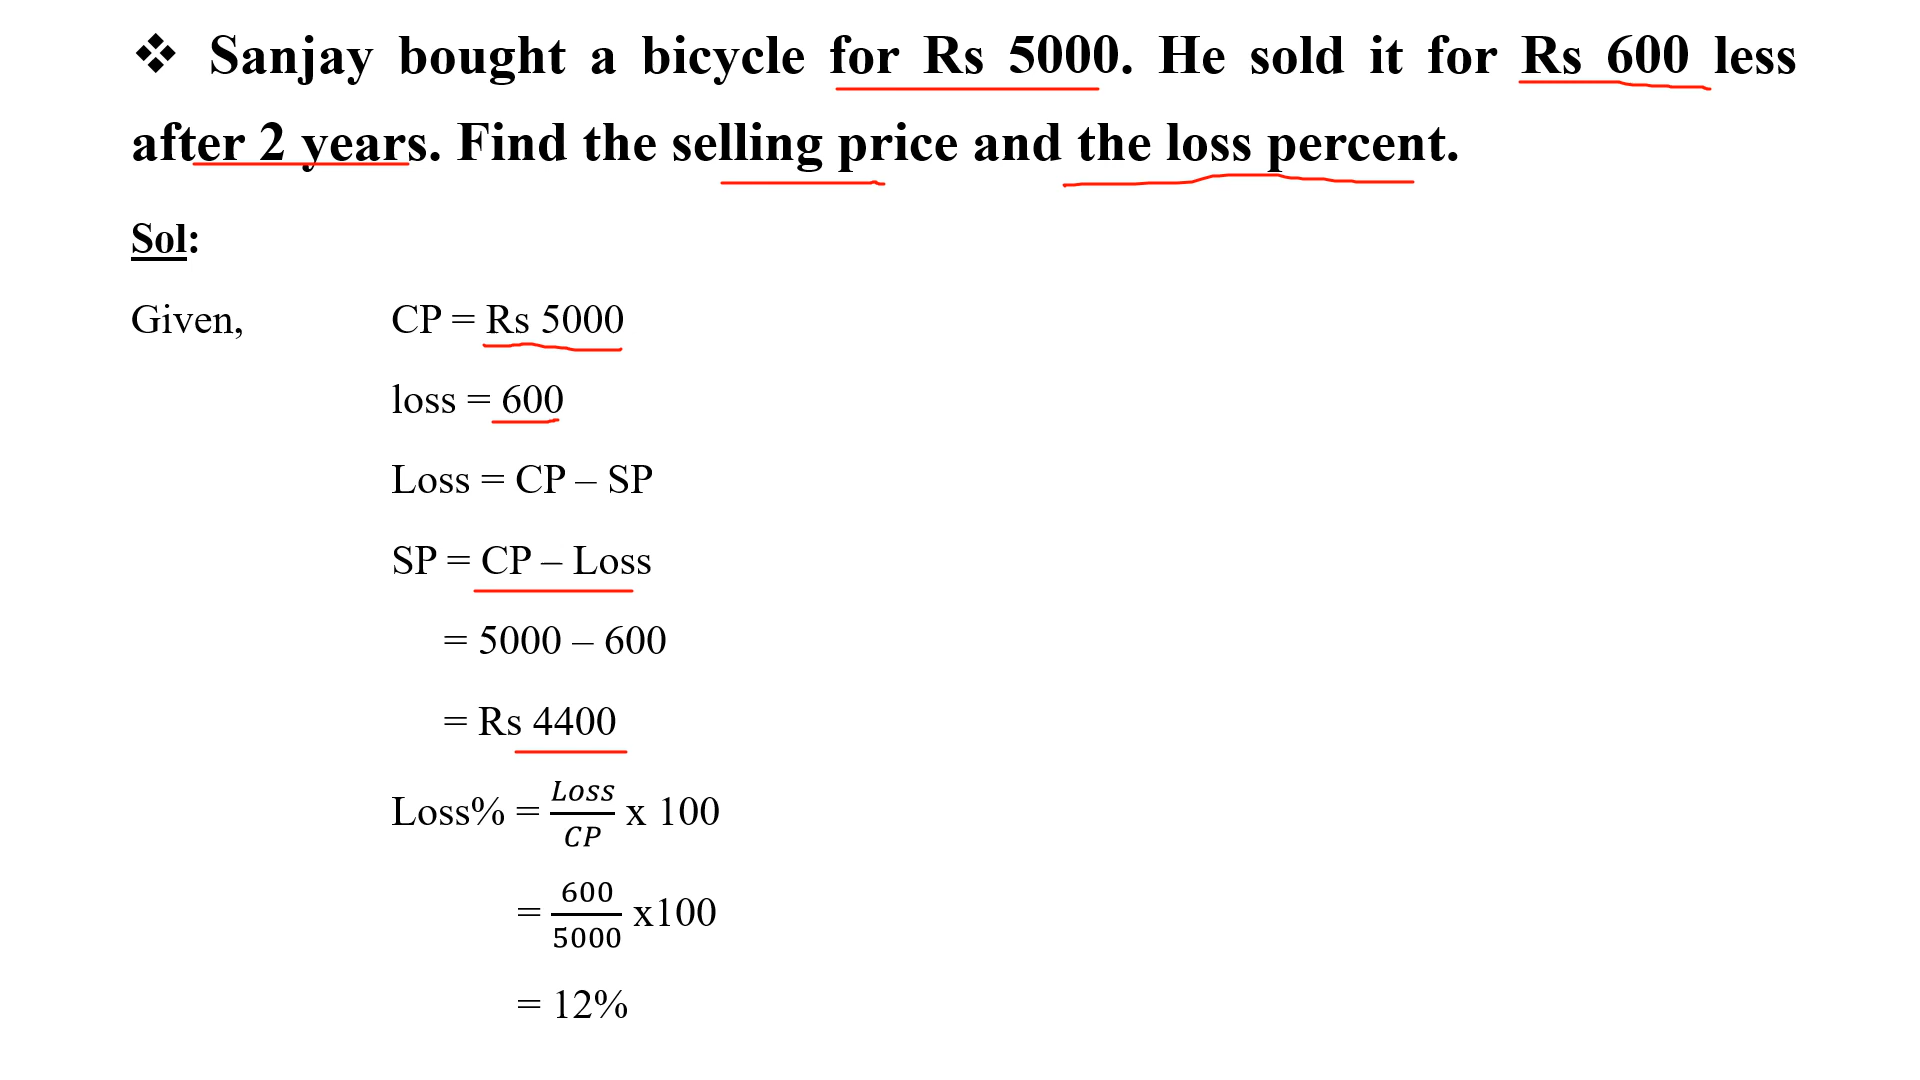 ❖ Sanjay bought a bicycle for Rs 5000. He sold it for Rs 600 less
after 2 years. Find the selling price and the loss percent.
Sol:
Given, CP = Rs 5000
loss = 600
Loss = CP – SP
SP = CP – Loss
= 5000 – 600
= Rs 4400
Loss% = Loss/CP x 100
= 600/5000 x100
= 12%